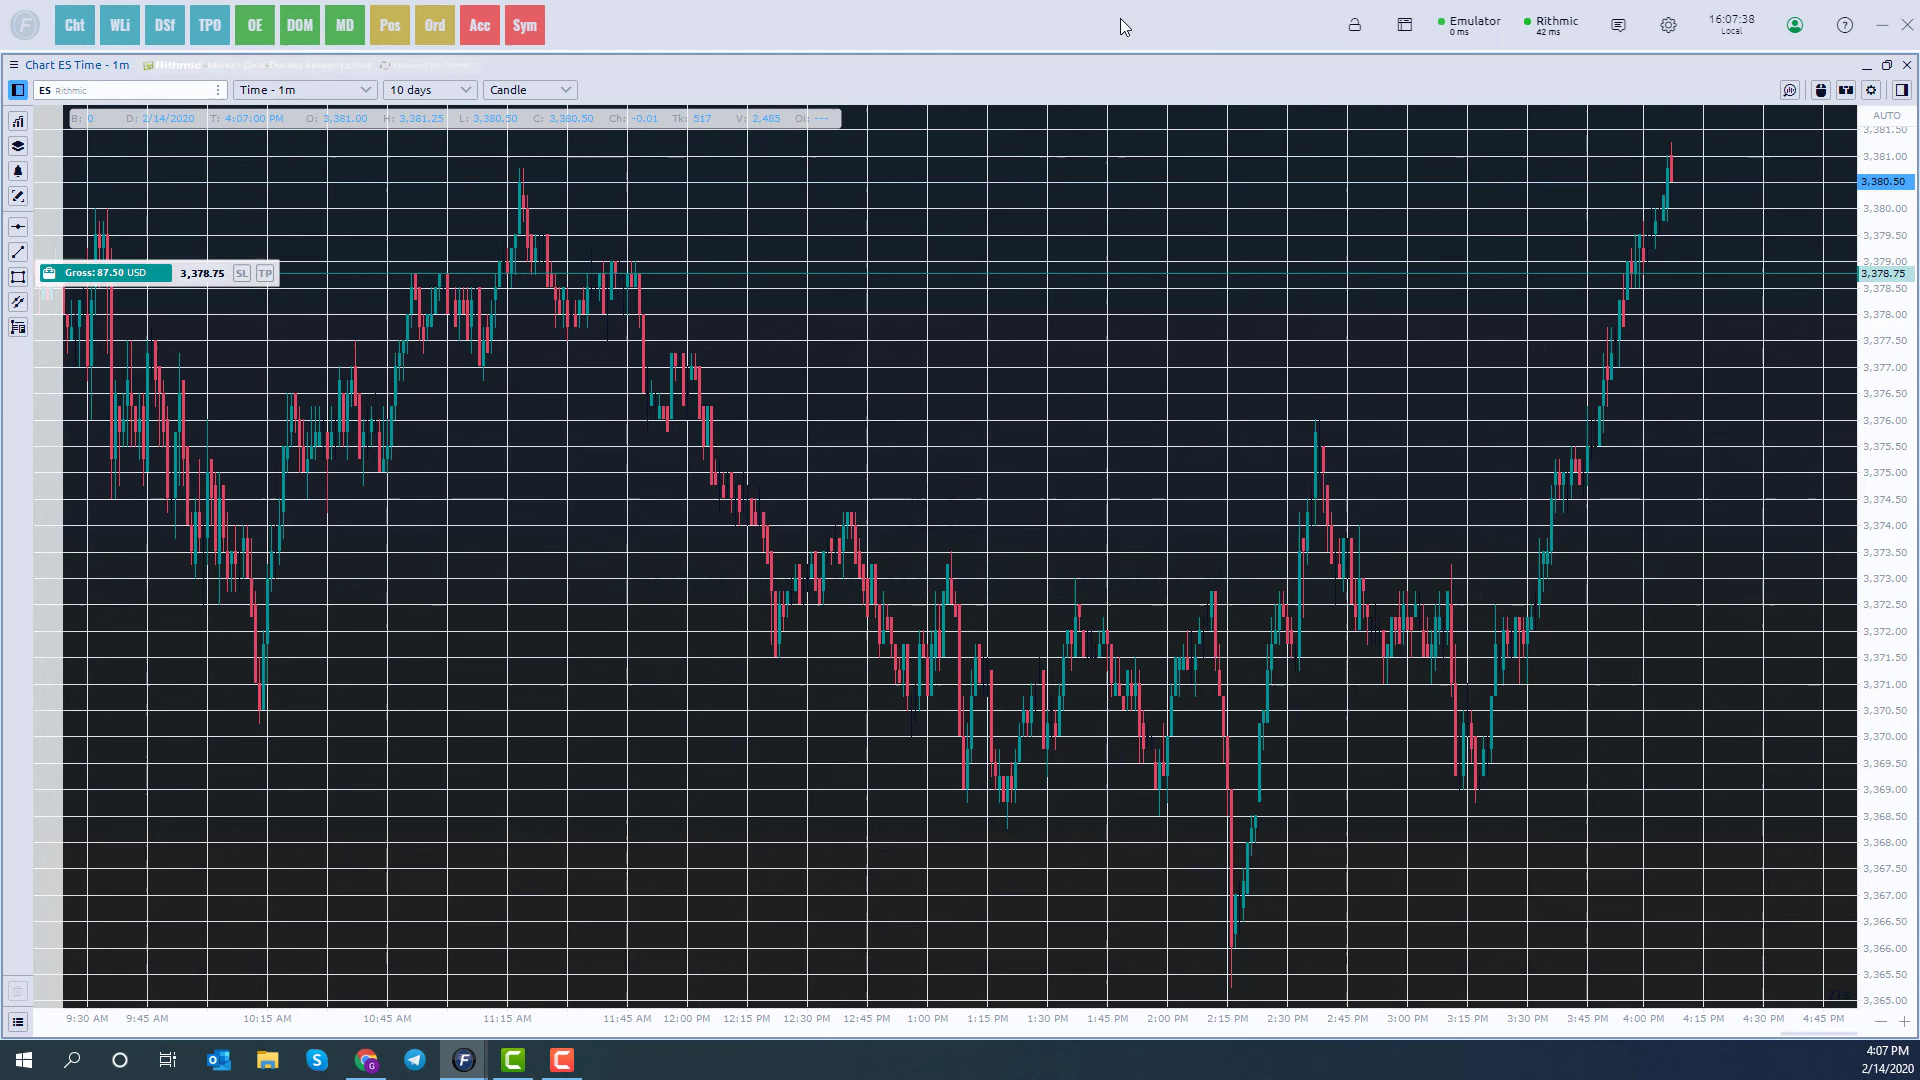 Cht WLi DSf TPO OE DOM MD Pos Ord Acc Sym
Emulator
0 ms
Rithmic
42 ms
16:07:38
Local
Chart ES Time - 1m
ES Rithmic
Time - 1m
10 days
Candle
B: 0 D: 2/14/2020 T: 4:07:00 PM O: 3,381.00 H: 3,381.25 L: 3,380.50 C: 3,380.50 Ch: -0.01 Tk: 517 V: 2,485 Oi: ---
AUTO
3,381.50
3,381.00
3,380.50
3,380.00
3,379.50
3,379.00
Gross: 87.50 USD 3,378.75 SL TP
3,378.75
3,378.50
3,378.00
3,377.50
3,377.00
3,376.50
3,376.00
3,375.50
3,375.00
3,374.50
3,374.00
3,373.50
3,373.00
3,372.50
3,372.00
3,371.50
3,371.00
3,370.50
3,370.00
3,369.50
3,369.00
3,368.50
3,368.00
3,367.50
3,367.00
3,366.50
3,366.00
3,365.50
3,365.00
9:30 AM 9:45 AM 10:15 AM 10:45 AM 11:15 AM 11:45 AM 12:00 PM 12:15 PM 12:30 PM 12:45 PM 1:00 PM 1:15 PM 1:30 PM 1:45 PM 2:00 PM 2:15 PM 2:30 PM 2:45 PM 3:00 PM 3:15 PM 3:30 PM 3:45 PM 4:00 PM 4:15 PM 4:30 PM 4:45 PM
4:07 PM
2/14/2020